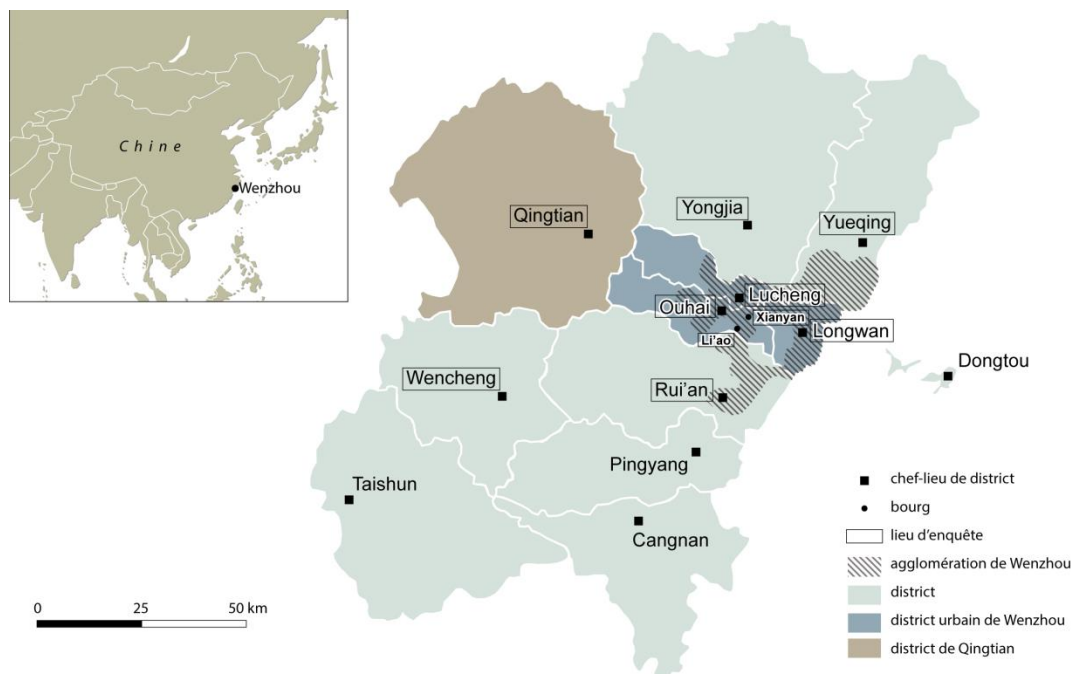 Chine
Wenzhou
Qingtian
Yongjia
Yueqing
Lucheng
Ouhai
Xianyan
Li'ao
Longwan
Dongtou
Wencheng
Rui'an
Pingyang
Taishun
Cangnan
chef-lieu de district
bourg
lieu d'enquête
agglomération de Wenzhou
district
district urbain de Wenzhou
district de Qingtian
0 25 50 km